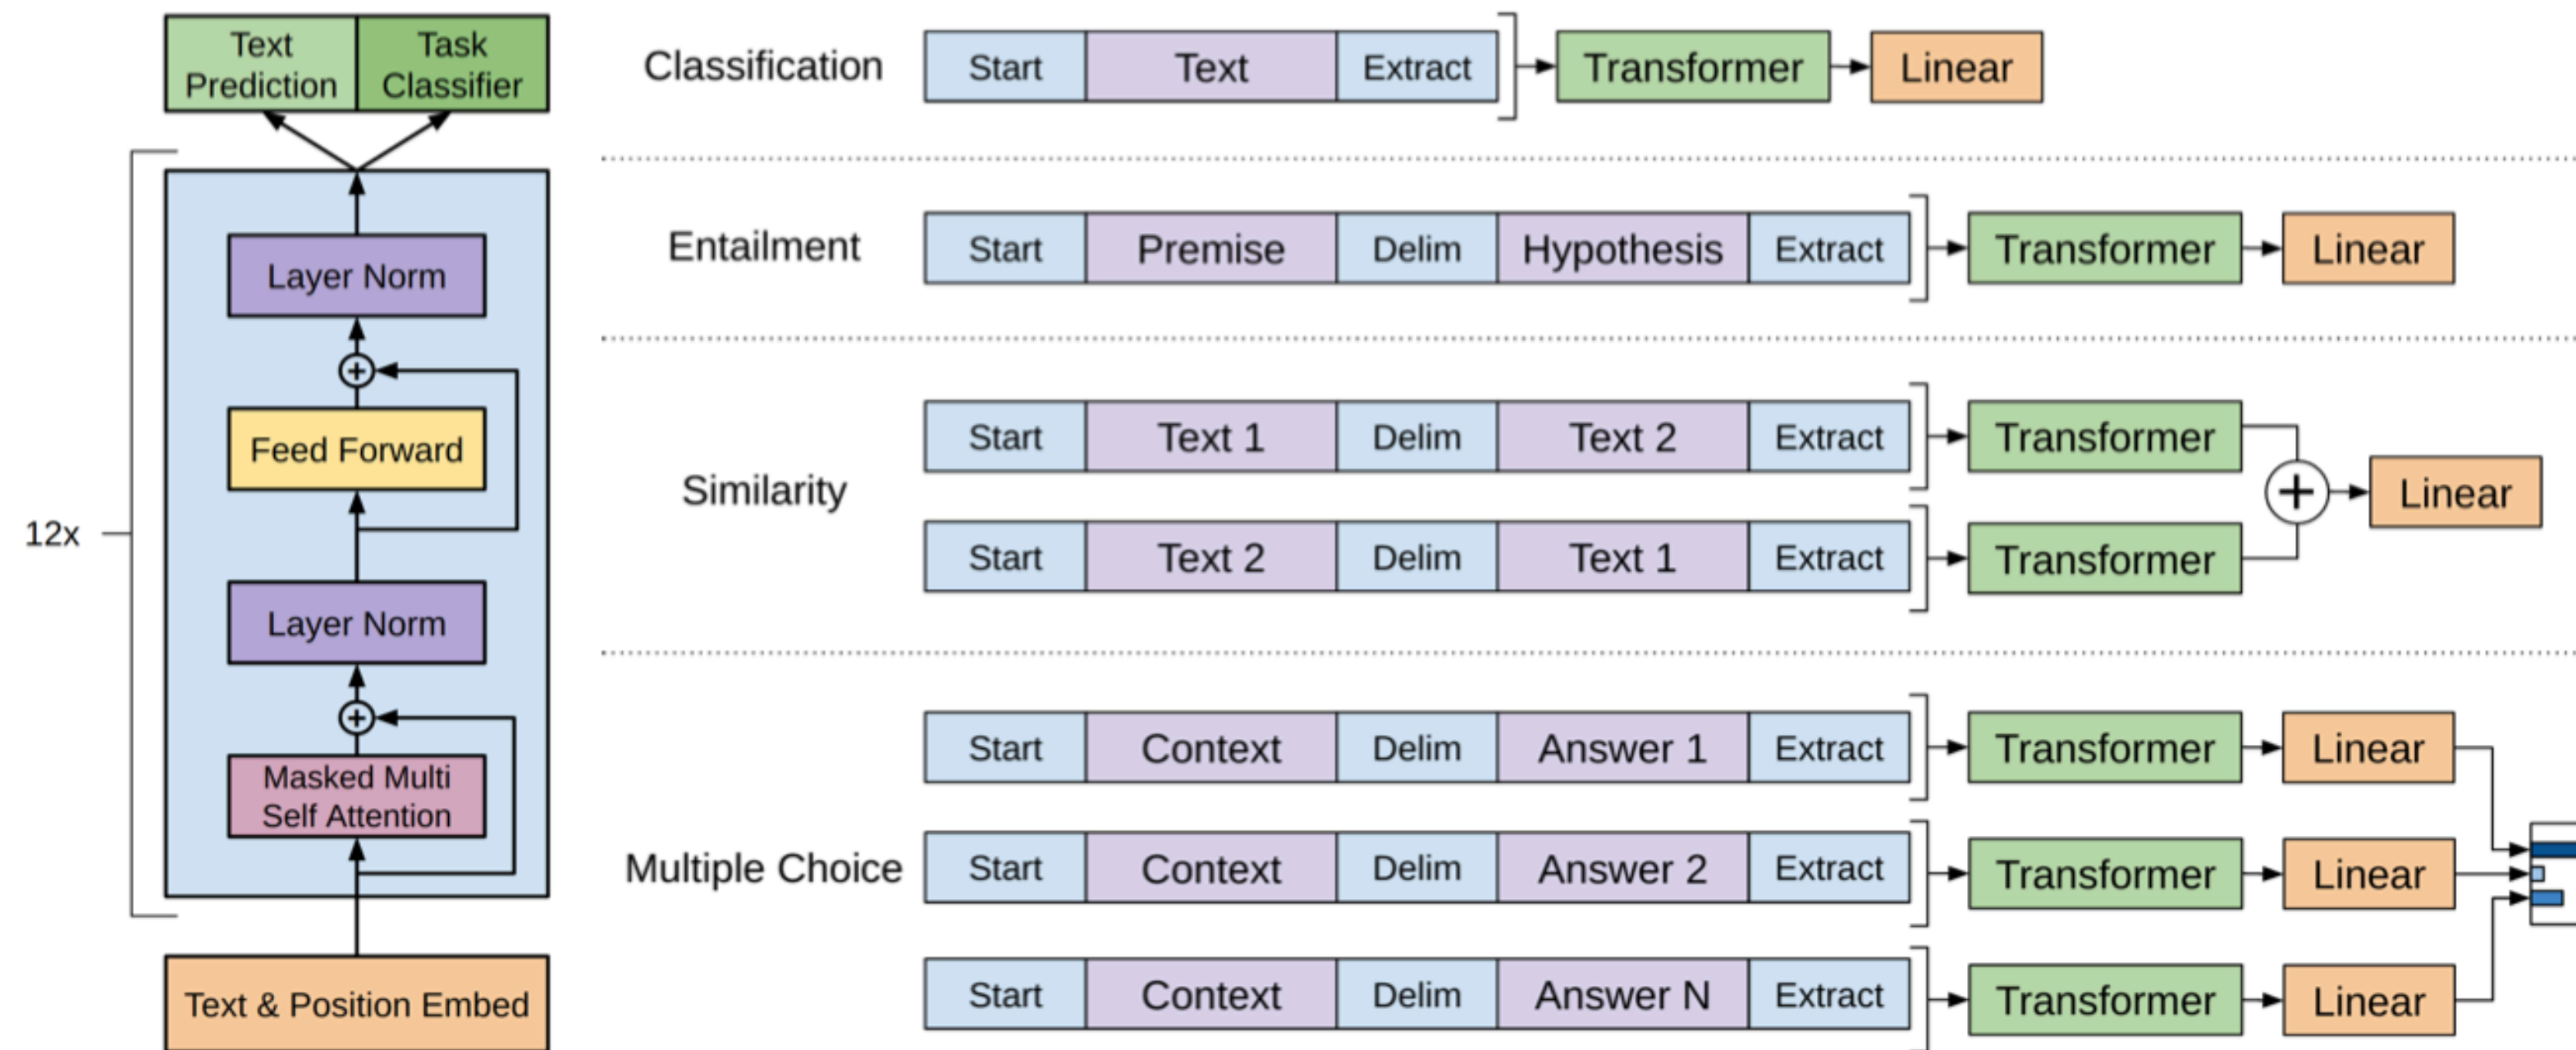 Text
Prediction
Task
Classifier
12x
Layer Norm
Feed Forward
Layer Norm
Masked Multi
Self Attention
Text & Position Embed
Classification
Start Text Extract Transformer Linear
Entailment
Start Premise Delim Hypothesis Extract Transformer Linear
Similarity
Start Text 1 Delim Text 2 Extract Transformer
Start Text 2 Delim Text 1 Extract Transformer
Linear
Multiple Choice
Start Context Delim Answer 1 Extract Transformer Linear
Start Context Delim Answer 2 Extract Transformer Linear
Start Context Delim Answer N Extract Transformer Linear